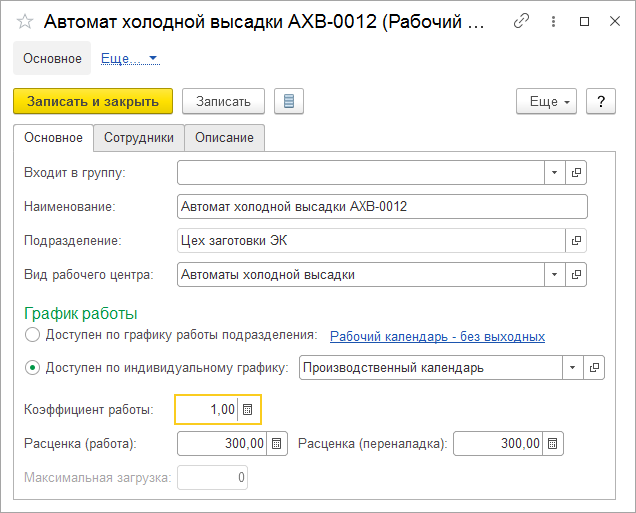 Автомат холодной высадки АХВ-0012 (Рабочий ...
Основное Еще...
Записать и закрыть Записать Еще ?
Основное Сотрудники Описание
Входит в группу:
Наименование: Автомат холодной высадки АХВ-0012
Подразделение: Цех заготовки ЭК
Вид рабочего центра: Автоматы холодной высадки
График работы
Доступен по графику работы подразделения: Рабочий календарь - без выходных
Доступен по индивидуальному графику: Производственный календарь
Коэффициент работы: 1,00
Расценка (работа): 300,00 Расценка (переналадка): 300,00
Максимальная загрузка: 0